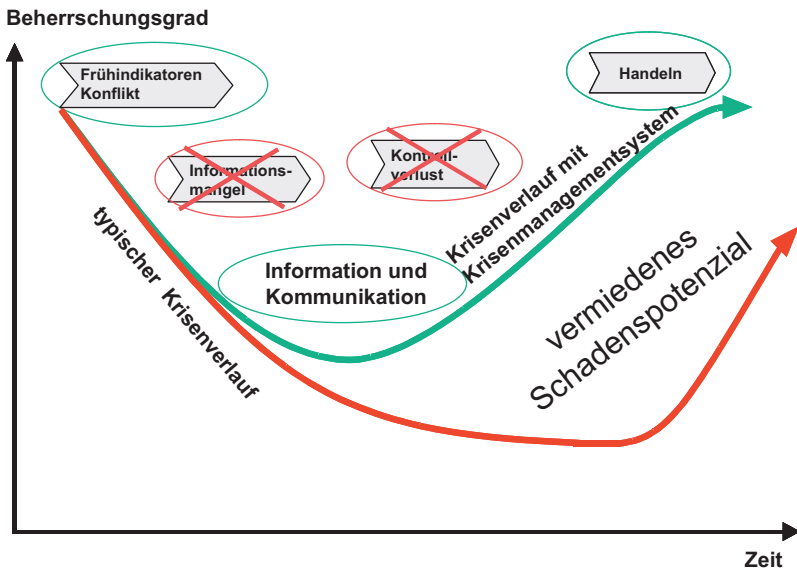 Beherrschungsgrad
Frühindikatoren
Konflikt
Handeln
Informations-
mangel
Kontroll-
verlust
typischer Krisenverlauf
Information und
Kommunikation
Krisenverlauf mit
Krisenmanagementsystem
vermiedenes
Schadenspotenzial
Zeit